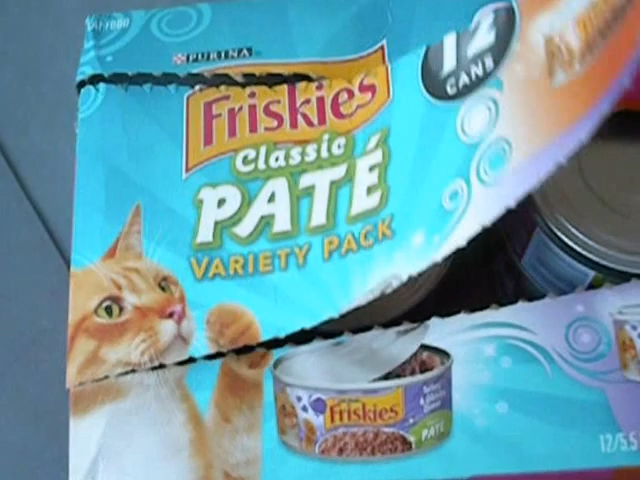 PURINA
12
CANS
Friskies
Classic
PATÉ
VARIETY PACK
Friskies
PATÉ
12/5.5